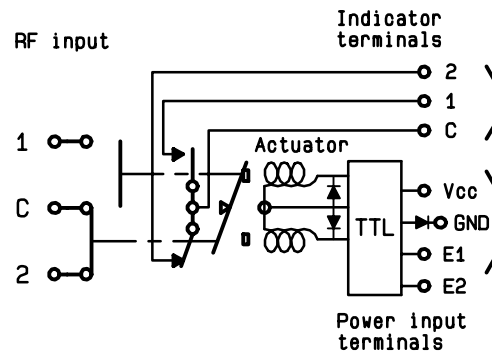 Indicator
terminals
RF input
2
1
C
Actuator
1
C
2
TTL
Vcc
GND
E1
E2
Power input
terminals